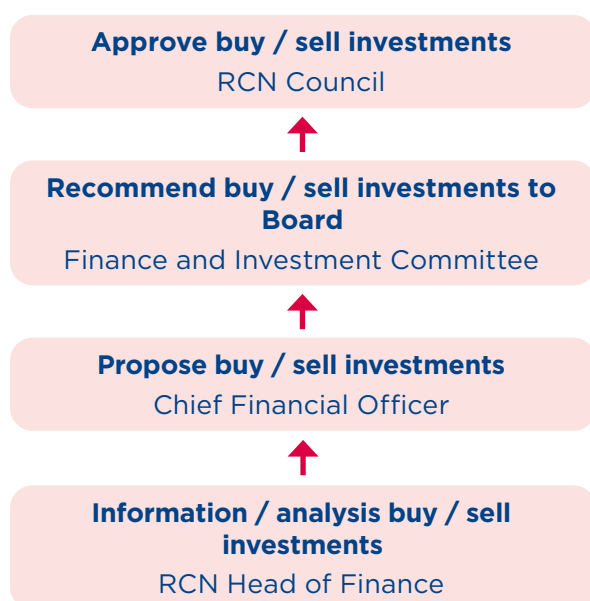 Approve buy / sell investments
RCN Council
Recommend buy / sell investments to
Board
Finance and Investment Committee
Propose buy / sell investments
Chief Financial Officer
Information / analysis buy / sell
investments
RCN Head of Finance